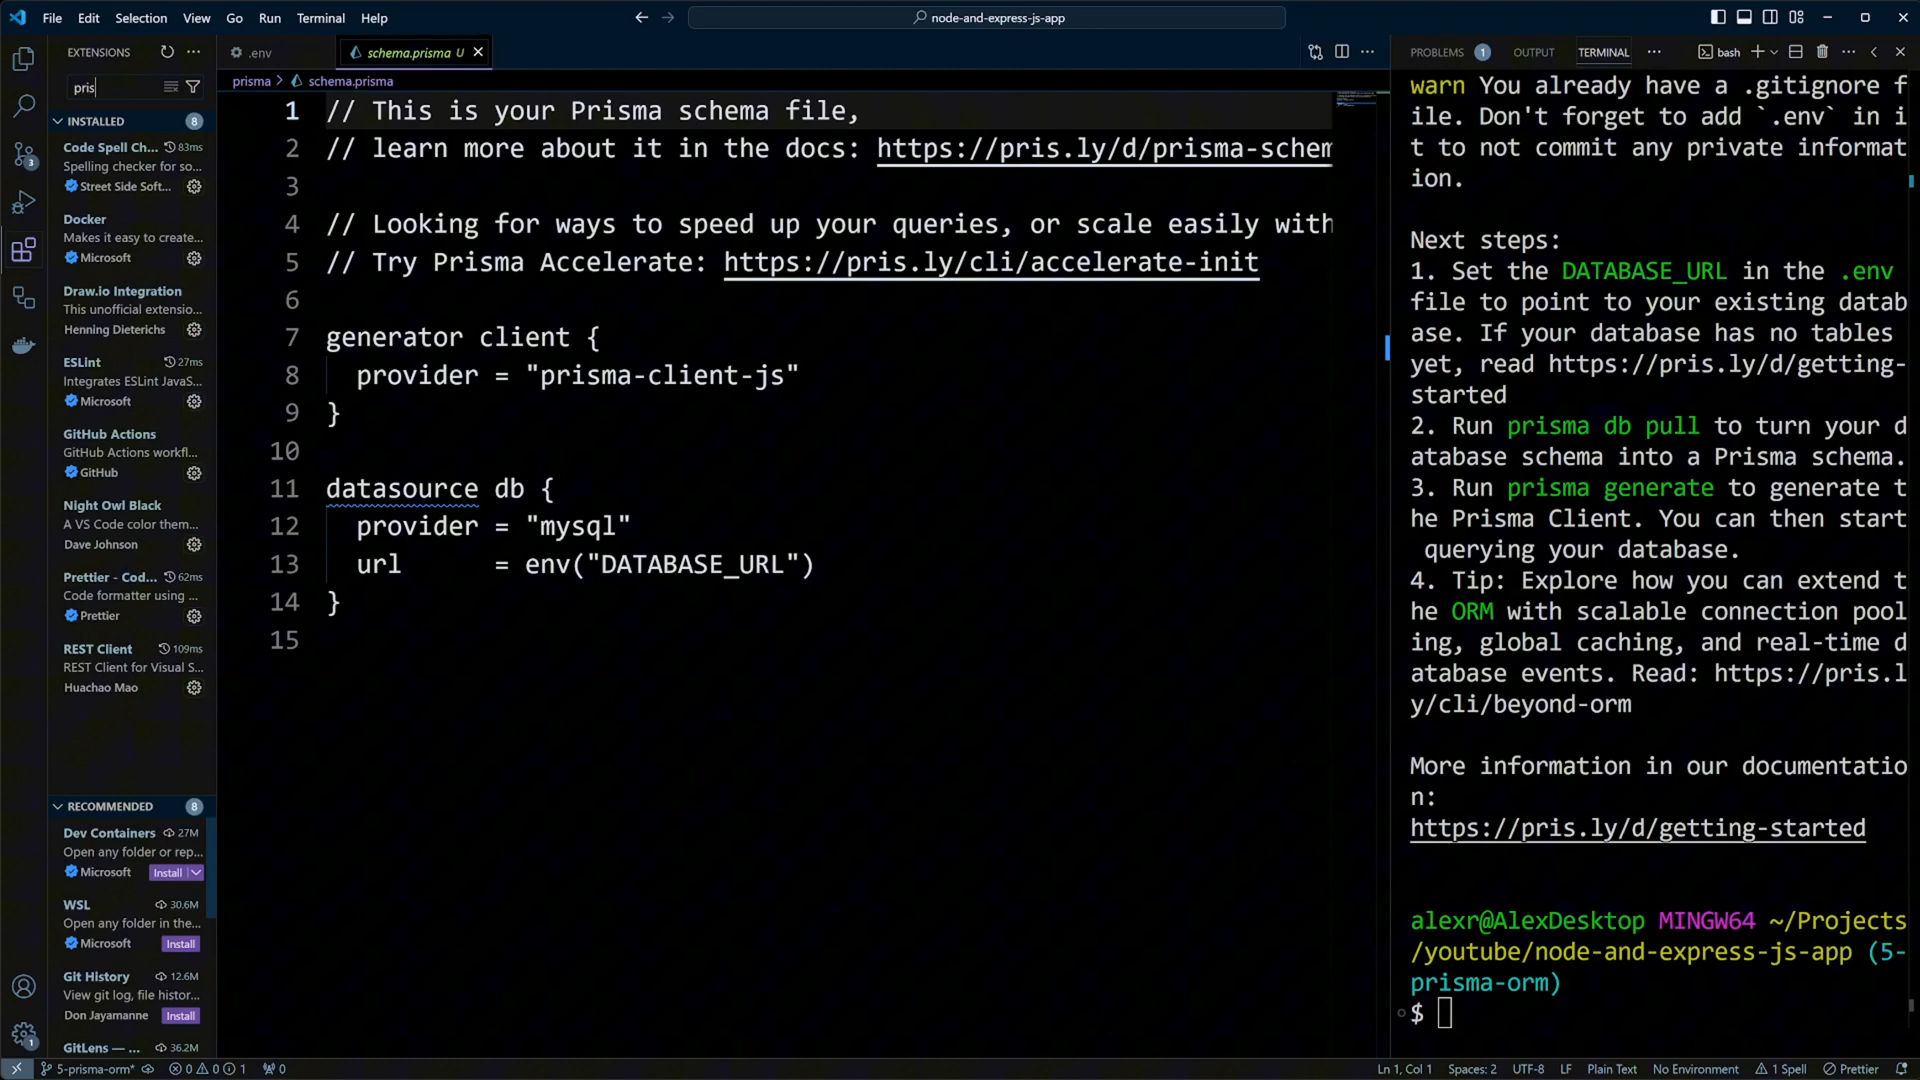 File Edit Selection View Go Run Terminal Help
node-and-express-js-app
EXTENSIONS
pris
INSTALLED 8
Code Spell Ch... 83ms
Spelling checker for so...
Street Side Soft...
Docker
Makes it easy to create...
Microsoft
Draw.io Integration
This unofficial extensio...
Henning Dieterichs
ESLint 27ms
Integrates ESLint JavaS...
Microsoft
GitHub Actions
GitHub Actions workfl...
GitHub
Night Owl Black
A VS Code color them...
Dave Johnson
Prettier - Cod... 62ms
Code formatter using ...
Prettier
REST Client 109ms
REST Client for Visual S...
Huachao Mao
RECOMMENDED 8
Dev Containers 27M
Open any folder or rep...
Microsoft Install
WSL 30.6M
Open any folder in the...
Microsoft Install
Git History 12.6M
View git log, file histor...
Don Jayamanne Install
GitLens — ... 36.2M
3
1
.env schema.prisma U
prisma > schema.prisma
1 // This is your Prisma schema file,
2 // learn more about it in the docs: https://pris.ly/d/prisma-schem
3
4 // Looking for ways to speed up your queries, or scale easily with
5 // Try Prisma Accelerate: https://pris.ly/cli/accelerate-init
6
7 generator client {
8 provider = "prisma-client-js"
9 }
10
11 datasource db {
12 provider = "mysql"
13 url = env("DATABASE_URL")
14 }
15
PROBLEMS 1 OUTPUT TERMINAL bash
warn You already have a .gitignore f
ile. Don't forget to add `.env` in i
t to not commit any private informat
ion.
Next steps:
1. Set the DATABASE_URL in the .env
file to point to your existing datab
ase. If your database has no tables
yet, read https://pris.ly/d/getting-
started
2. Run prisma db pull to turn your d
atabase schema into a Prisma schema.
3. Run prisma generate to generate t
he Prisma Client. You can then start
querying your database.
4. Tip: Explore how you can extend t
he ORM with scalable connection pool
ing, global caching, and real-time d
atabase events. Read: https://pris.l
y/cli/beyond-orm
More information in our documentatio
n:
https://pris.ly/d/getting-started
alexr@AlexDesktop MINGW64 ~/Projects
/youtube/node-and-express-js-app (5-
prisma-orm)
$
5-prisma-orm* 0 0 1 0 Ln 1, Col 1 Spaces: 2 UTF-8 LF Plain Text No Environment 1 Spell Prettier